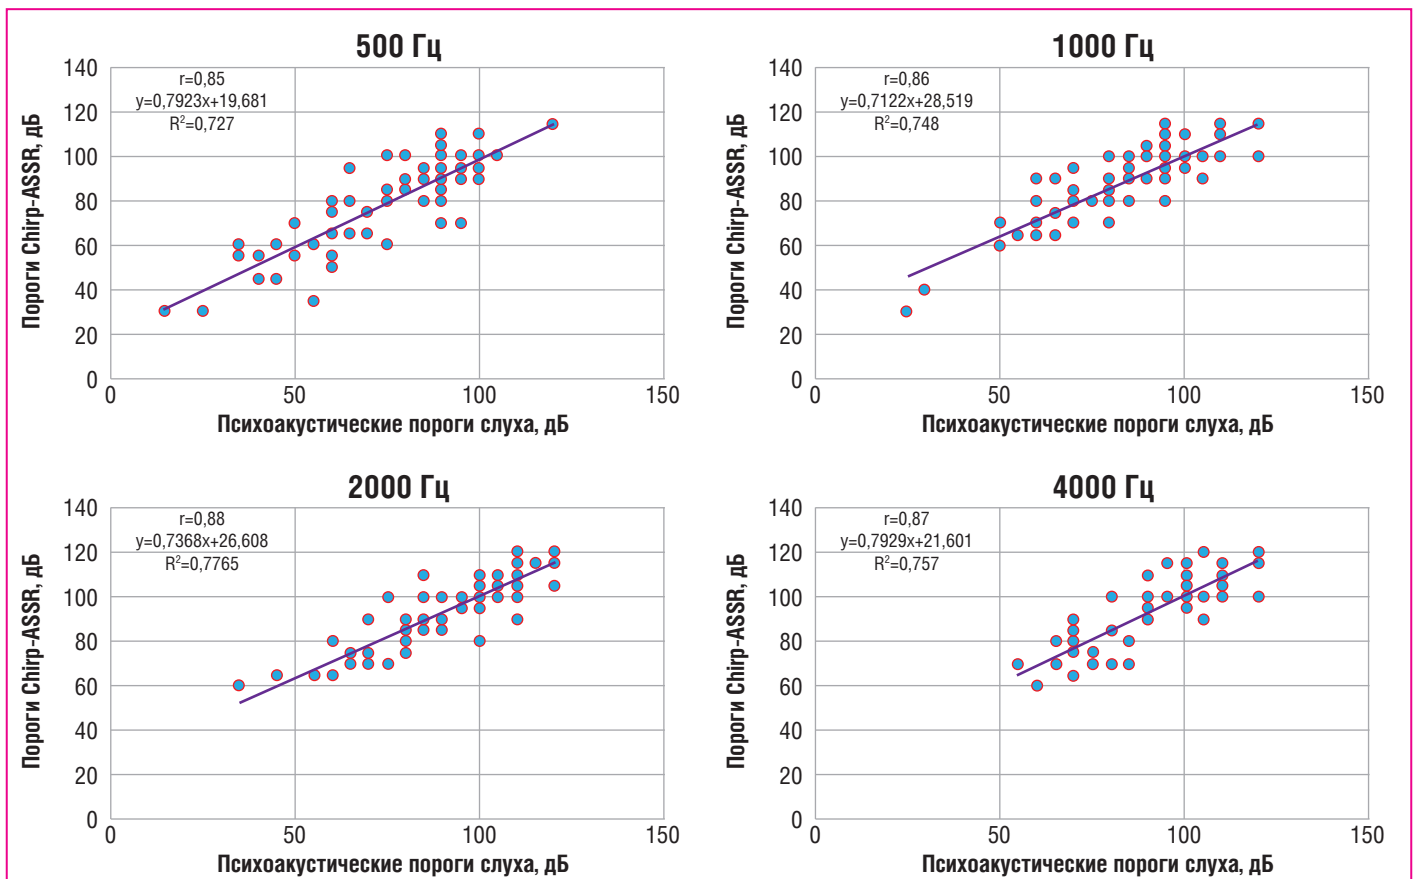 500 Гц
r=0,85
y=0,7923x+19,681
R²=0,727
140
120
100
80
60
40
20
0
0 50 100 150
Пороги Chirp-ASSR, дБ
Психоакустические пороги слуха, дБ
1000 Гц
r=0,86
y=0,7122x+28,519
R²=0,748
140
120
100
80
60
40
20
0
0 50 100 150
Пороги Chirp-ASSR, дБ
Психоакустические пороги слуха, дБ
2000 Гц
r=0,88
y=0,7368x+26,608
R²=0,7765
140
120
100
80
60
40
20
0
0 50 100 150
Пороги Chirp-ASSR, дБ
Психоакустические пороги слуха, дБ
4000 Гц
r=0,87
y=0,7929x+21,601
R²=0,757
140
120
100
80
60
40
20
0
0 50 100 150
Пороги Chirp-ASSR, дБ
Психоакустические пороги слуха, дБ